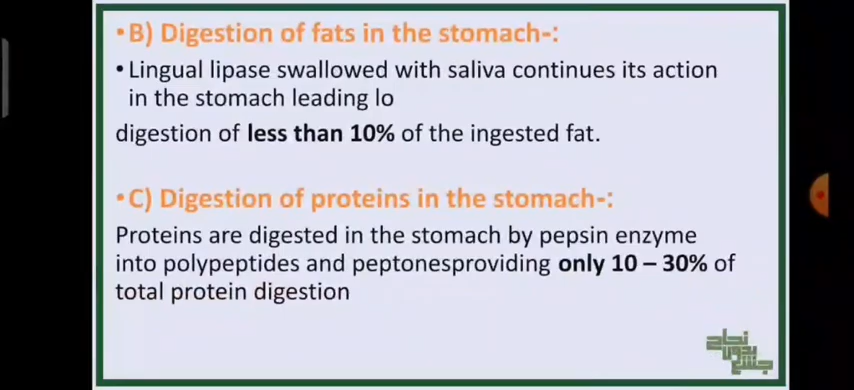 •B) Digestion of fats in the stomach-:
•Lingual lipase swallowed with saliva continues its action
in the stomach leading lo
digestion of less than 10% of the ingested fat.
•C) Digestion of proteins in the stomach-:
Proteins are digested in the stomach by pepsin enzyme
into polypeptides and peptonesproviding only 10 – 30% of
total protein digestion
نجاح
بدون